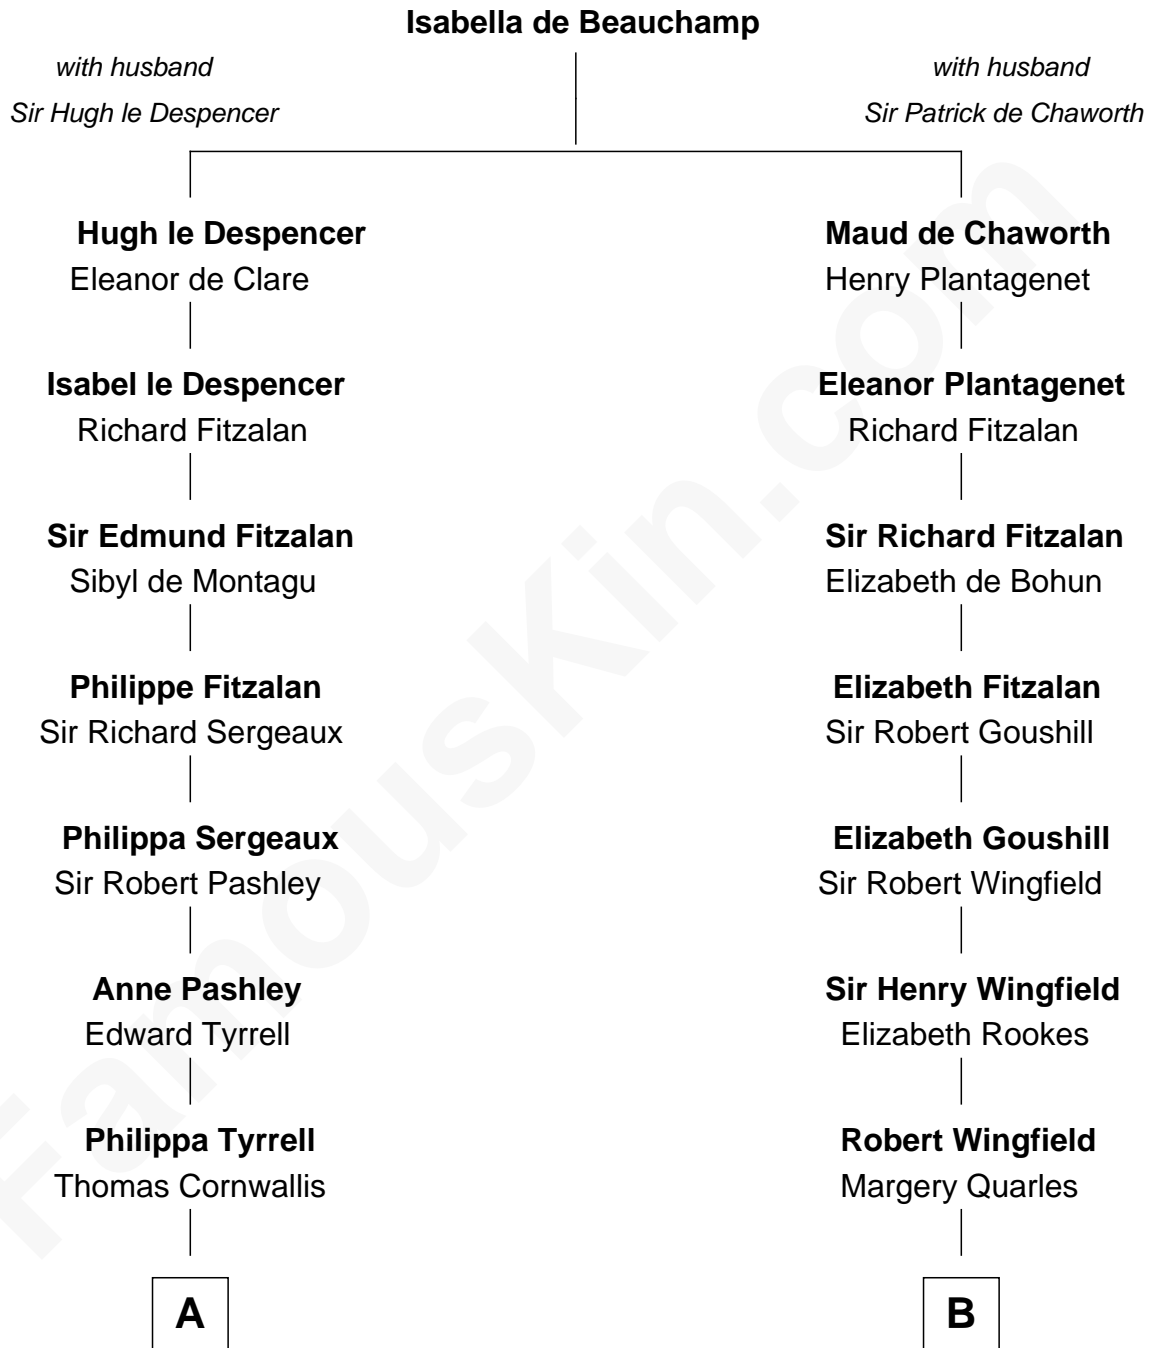 Isabella de Beauchamp
with husband
Sir Hugh le Despencer
with husband
Sir Patrick de Chaworth
Hugh le Despencer
Eleanor de Clare
Maud de Chaworth
Henry Plantagenet
Isabel le Despencer
Richard Fitzalan
Eleanor Plantagenet
Richard Fitzalan
Sir Edmund Fitzalan
Sibyl de Montagu
Sir Richard Fitzalan
Elizabeth de Bohun
Philippe Fitzalan
Sir Richard Sergeaux
Elizabeth Fitzalan
Sir Robert Goushill
Philippa Sergeaux
Sir Robert Pashley
Elizabeth Goushill
Sir Robert Wingfield
Anne Pashley
Edward Tyrrell
Sir Henry Wingfield
Elizabeth Rookes
Philippa Tyrrell
Thomas Cornwallis
Robert Wingfield
Margery Quarles
A
B
FamousKin.com